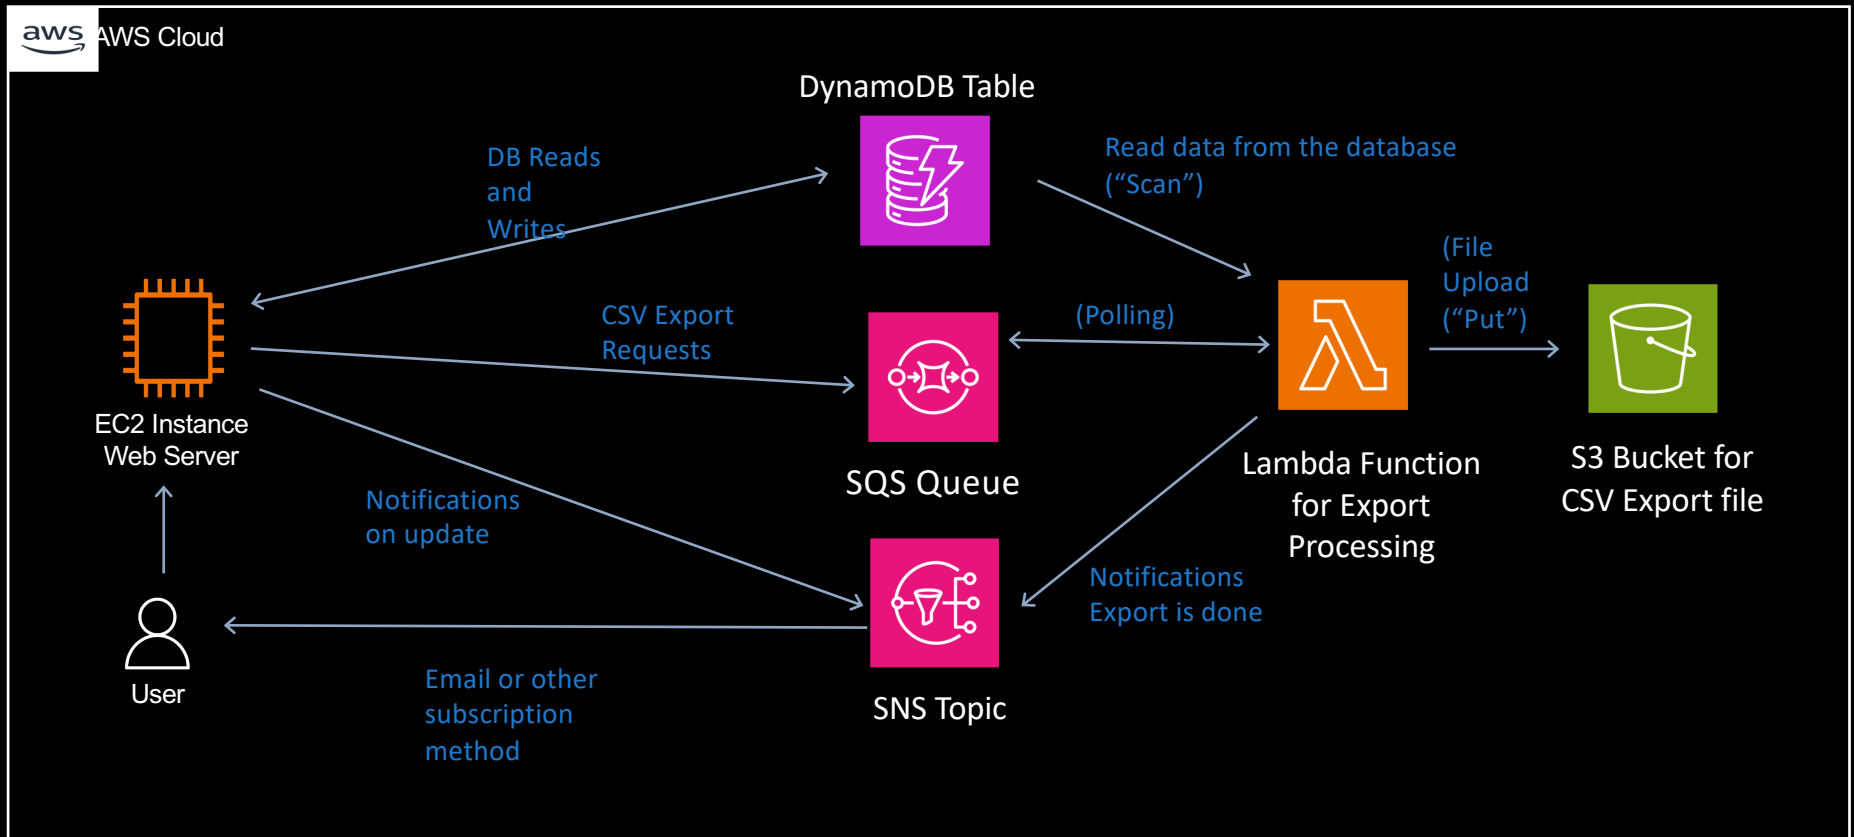 aws
AWS Cloud
DynamoDB Table
DB Reads
and
Writes
Read data from the database
(“Scan”)
(File
Upload
(“Put”)
CSV Export
Requests
(Polling)
EC2 Instance
Web Server
SQS Queue
Lambda Function
for Export
Processing
S3 Bucket for
CSV Export file
Notifications
on update
Notifications
Export is done
User
Email or other
subscription
method
SNS Topic